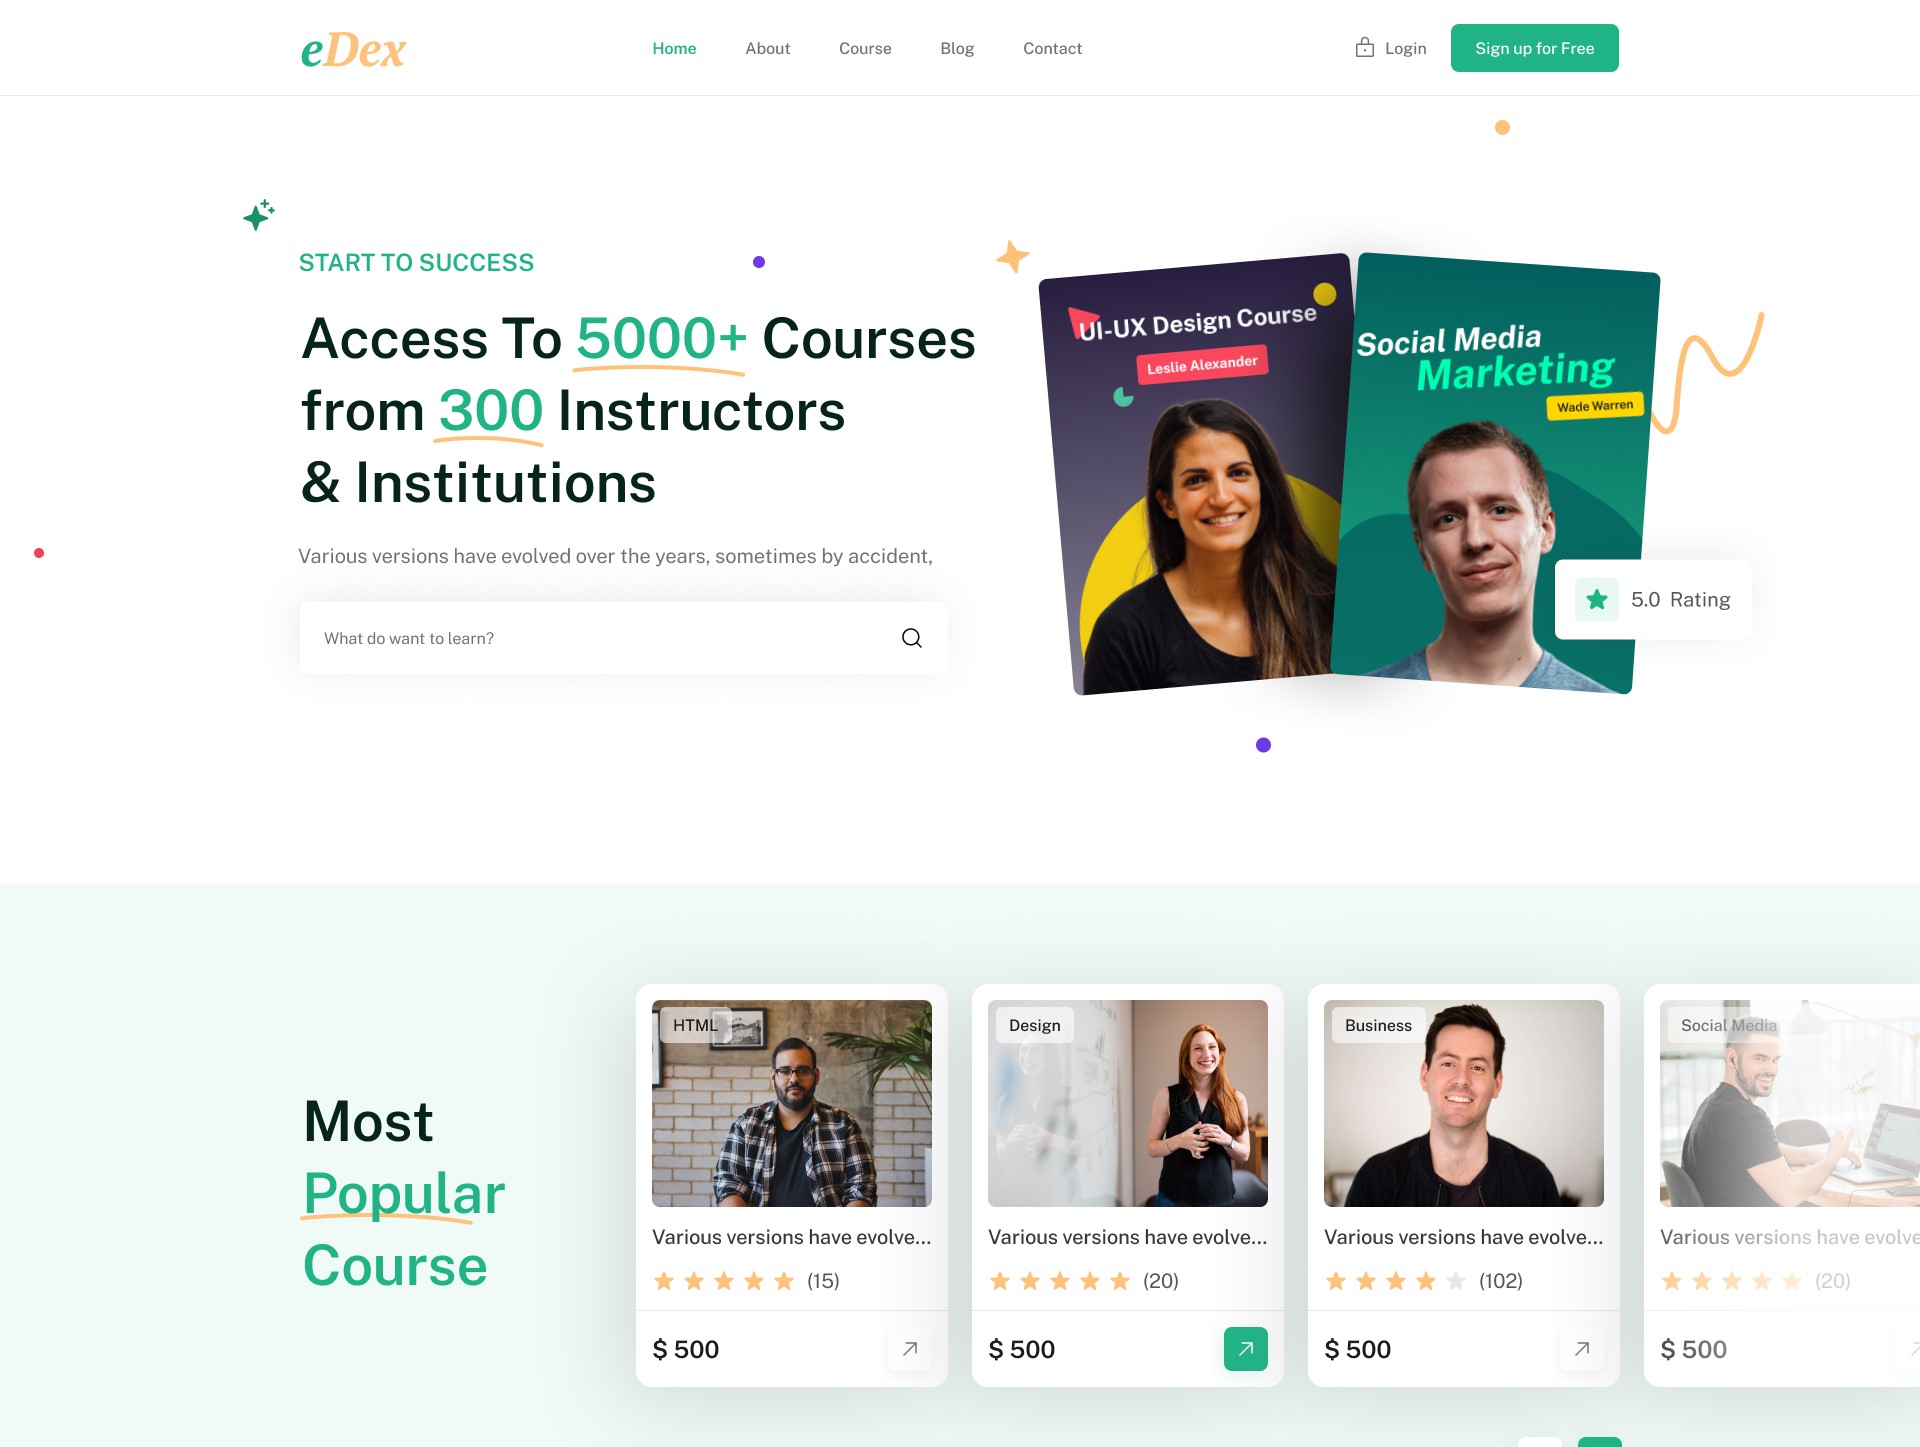 eDex
Home
About
Course
Blog
Contact
Login
Sign up for Free
START TO SUCCESS
Access To 5000+ Courses
from 300 Instructors
& Institutions
Various versions have evolved over the years, sometimes by accident,
What do want to learn?
UI-UX Design Course
Leslie Alexander
Social Media
Marketing
Wade Warren
5.0 Rating
Most
Popular
Course
HTML
Various versions have evolve...
(15)
$ 500
Design
Various versions have evolve...
(20)
$ 500
Business
Various versions have evolve...
(102)
$ 500
Social Media
Various versions have evolve
(20)
$ 500